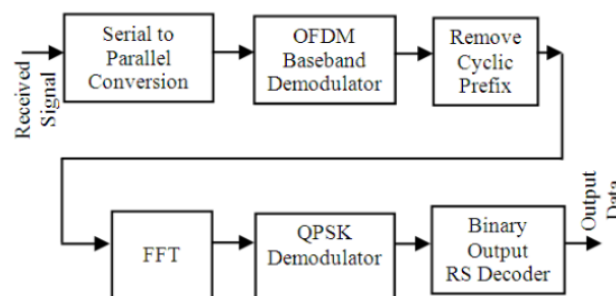 Received
Signal
Serial to
Parallel
Conversion
OFDM
Baseband
Demodulator
Remove
Cyclic
Prefix
FFT
QPSK
Demodulator
Binary
Output
RS Decoder
Output
Data